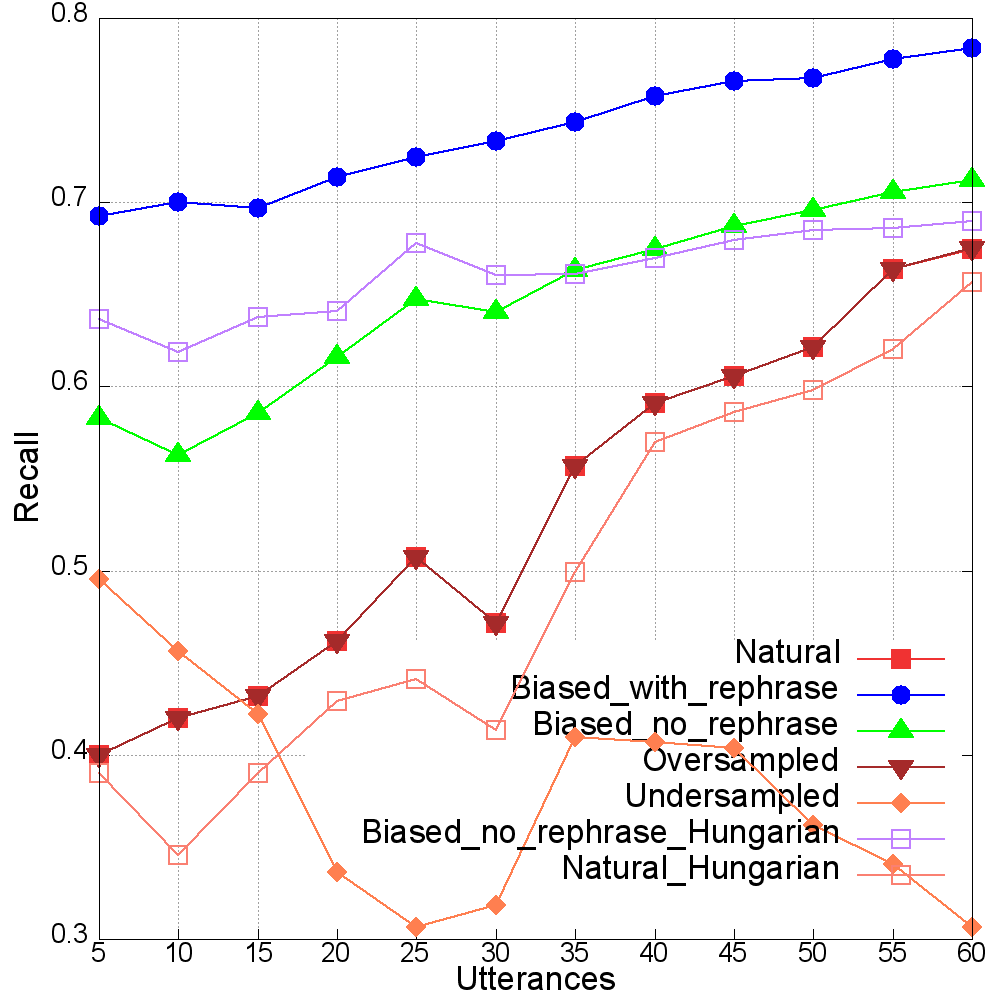 0.8
0.7
0.6
0.5
0.4
0.3
Recall
Natural
Biased_with_rephrase
Biased_no_rephrase
Oversampled
Undersampled
Biased_no_rephrase_Hungarian
Natural_Hungarian
5 10 15 20 25 30 35 40 45 50 55 60
Utterances